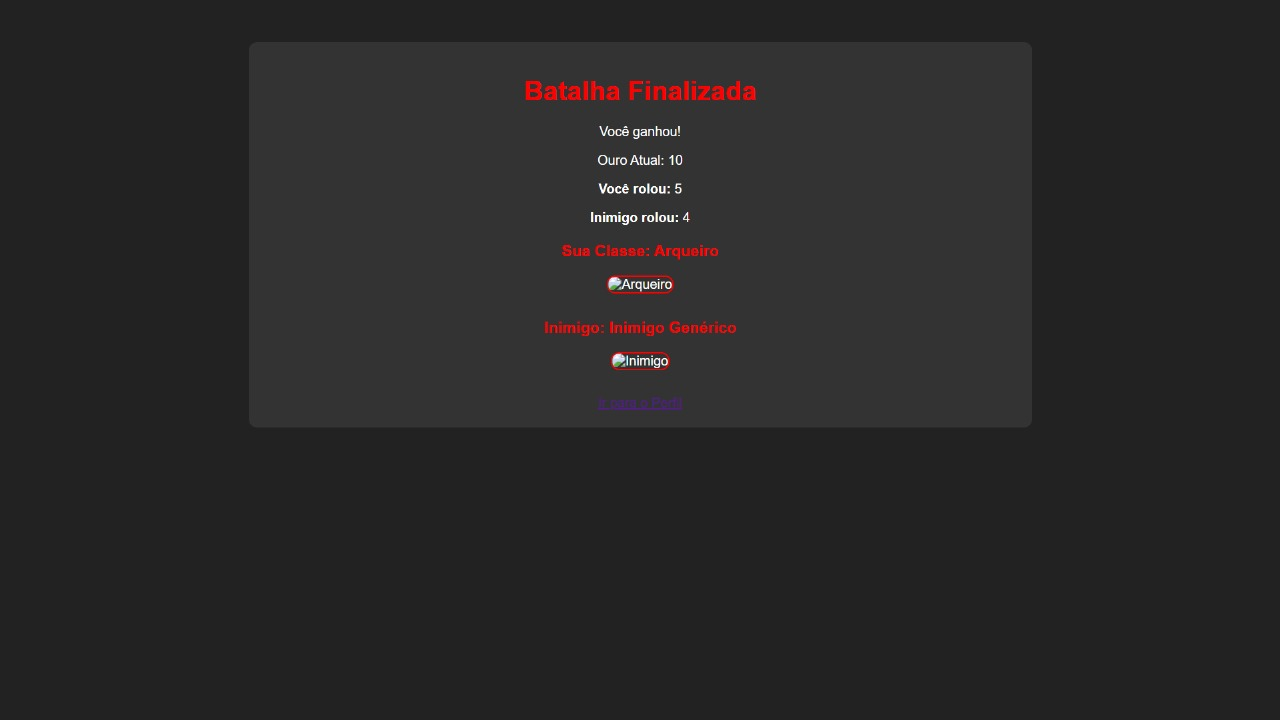 Batalha Finalizada
Você ganhou!
Ouro Atual: 10
Você rolou: 5
Inimigo rolou: 4
Sua Classe: Arqueiro
Arqueiro
Inimigo: Inimigo Genérico
Inimigo
Ir para o Perfil